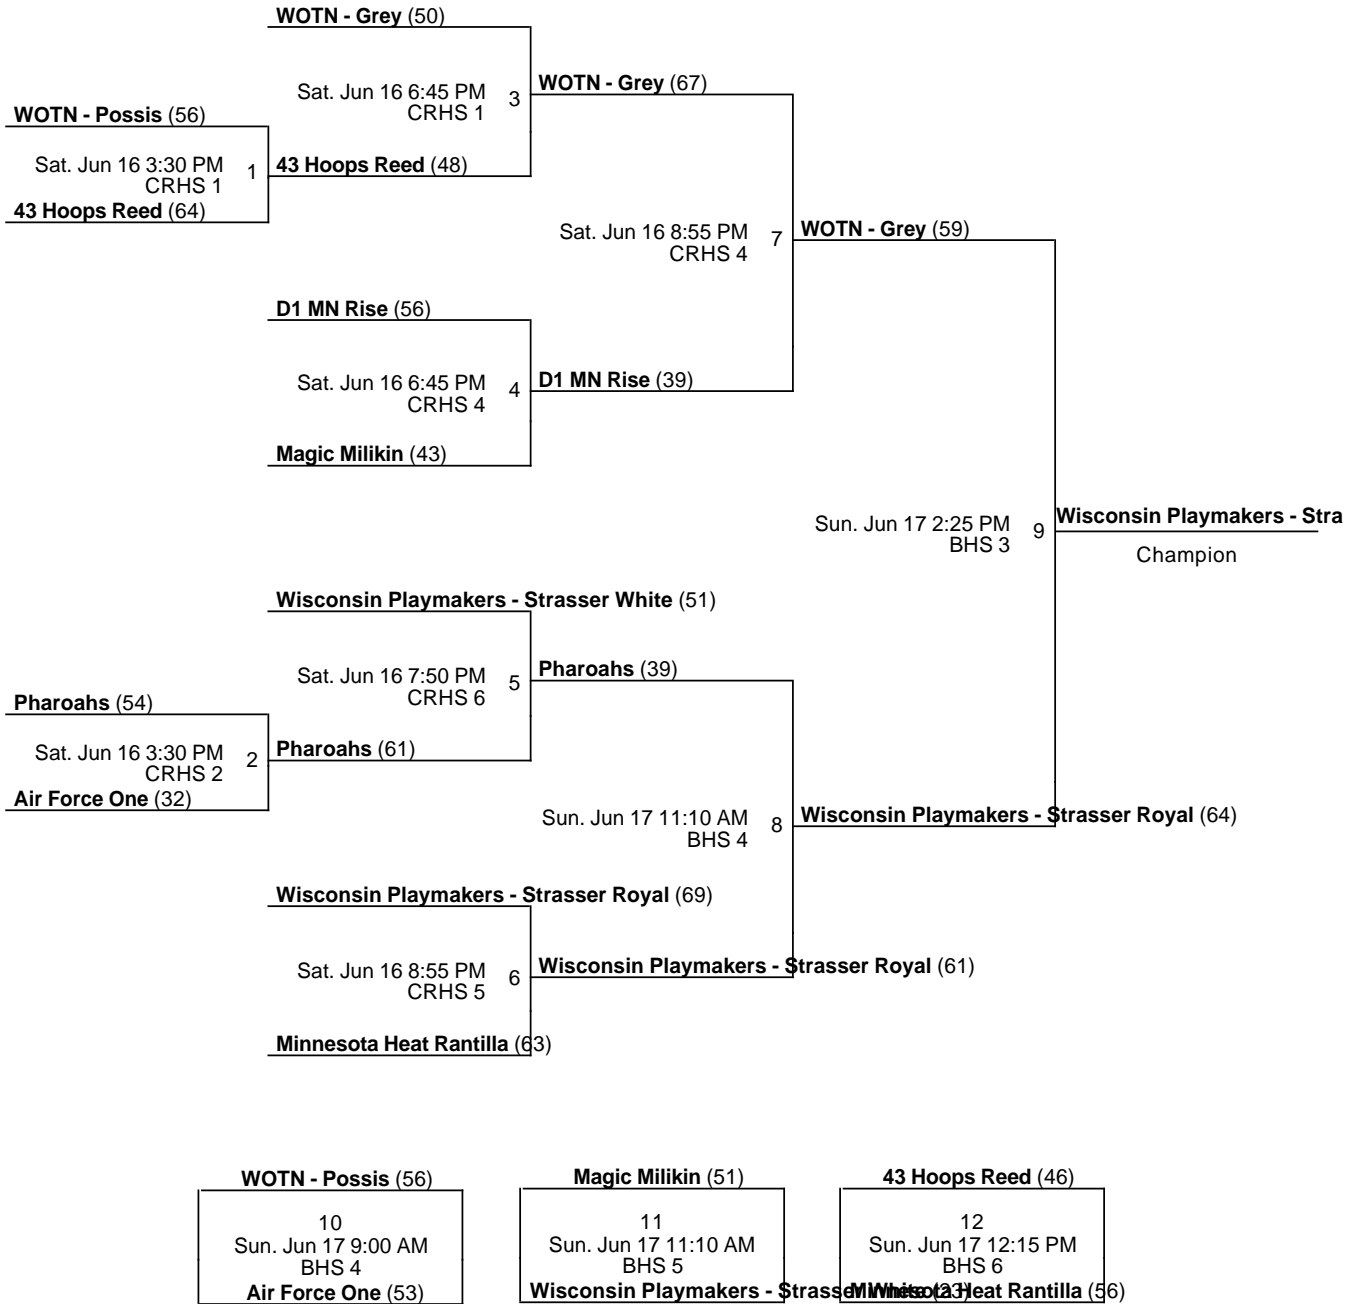 WOTN - Grey (50)
Sat. Jun 16 6:45 PM 3
CRHS 1
WOTN - Grey (67)
WOTN - Possis (56)
Sat. Jun 16 3:30 PM 1
CRHS 1
43 Hoops Reed (48)
43 Hoops Reed (64)
Sat. Jun 16 8:55 PM 7
CRHS 4
WOTN - Grey (59)
D1 MN Rise (56)
Sat. Jun 16 6:45 PM 4
CRHS 4
D1 MN Rise (39)
Magic Milikin (43)
Sun. Jun 17 2:25 PM 9
BHS 3
Wisconsin Playmakers - Stra
Champion
Wisconsin Playmakers - Strasser White (51)
Sat. Jun 16 7:50 PM 5
CRHS 6
Pharoahs (39)
Pharoahs (54)
Sat. Jun 16 3:30 PM 2
CRHS 2
Pharoahs (61)
Air Force One (32)
Sun. Jun 17 11:10 AM 8
BHS 4
Wisconsin Playmakers - Strasser Royal (64)
Wisconsin Playmakers - Strasser Royal (69)
Sat. Jun 16 8:55 PM 6
CRHS 5
Wisconsin Playmakers - Strasser Royal (61)
Minnesota Heat Rantilla (63)
WOTN - Possis (56)
10
Sun. Jun 17 9:00 AM
BHS 4
Air Force One (53)
Magic Milikin (51)
11
Sun. Jun 17 11:10 AM
BHS 5
Wisconsin Playmakers - Strasser White
43 Hoops Reed (46)
12
Sun. Jun 17 12:15 PM
BHS 6
Minnesota Heat Rantilla (56)